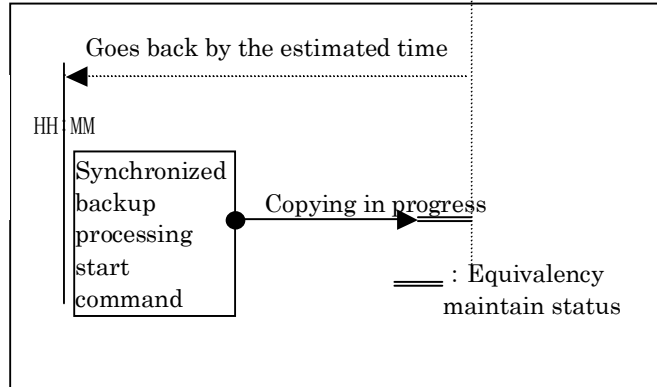 Goes back by the estimated time
HH:MM
Synchronized
backup
processing
start
command
Copying in progress
: Equivalency
maintain status